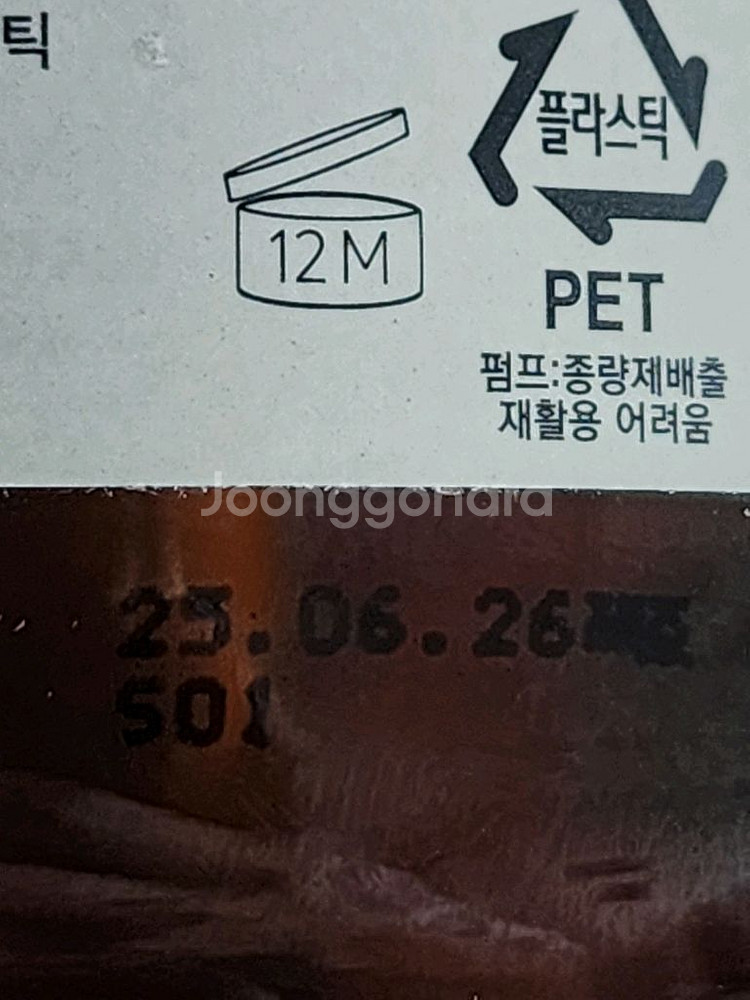 틱
플라스틱
12M
PET
펌프:종량제배출
재활용 어려움
Joonggonara
25.06.26
S01